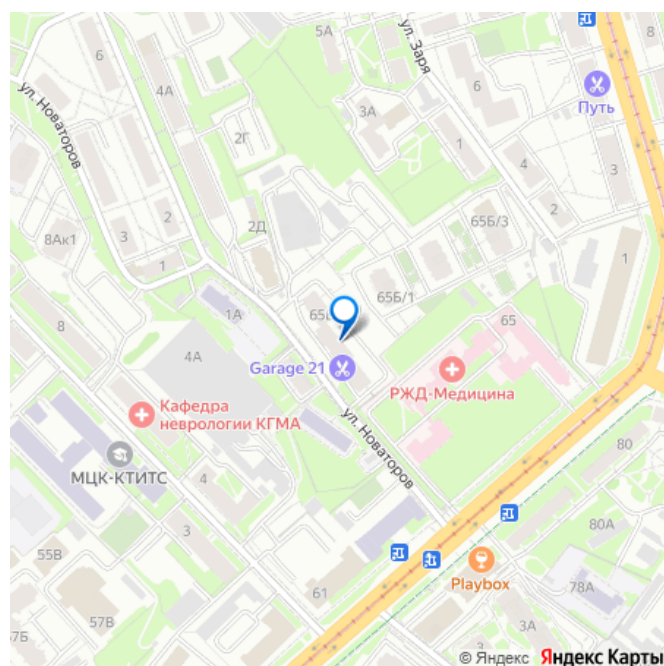 5А
8
6
4А
ул. Заря
6
Путь
ул. Новаторов
2Г
3А
1
4
3
2
2
65Б/3
8Ак1
3
2Д
1
65Б/1
1
1А
65
8
4А
Garage 21
РЖД-Медицина
Кафедра
неврологии КГМА
ул. Новаторов
МЦК-КТИТС
4
80
3
80А
55В
Playbox
78А
57В
61
3А
© Яндекс Яндекс Карты